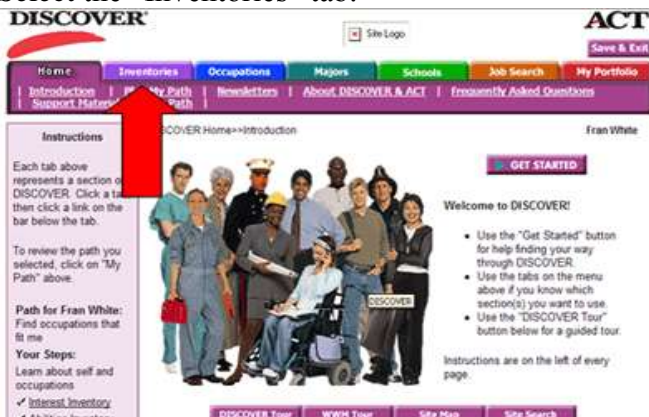 Select the "Inventories" tab.
DISCOVER®
Site Logo
ACT
Save & Exit
Home Inventories Occupations Majors Schools Job Search My Portfolio
| Introduction | My Path | Newsletters | About DISCOVER & ACT | Frequently Asked Questions
| Support Path |
Instructions
DISCOVER Home>>Introduction
Fran White
Each tab above
represents a section of
DISCOVER. Click a tab
then click a link on the
bar below the tab.
To review the path you
selected, click on "My
Path" above.
Path for Fran White:
Find occupations that
fit me
Your Steps:
Learn about self and
occupations
✓ Interest Inventory
✓ Abilities Inventory
GET STARTED
Welcome to DISCOVER!
• Use the "Get Started" button
for help finding your way
through DISCOVER.
• Use the tabs on the menu
above if you know which
section(s) you want to use.
• Use the "DISCOVER Tour"
button below for a guided tour.
Instructions are on the left of every
page.
DISCOVER
DISCOVER Tour WWM Tour Site Map Site Search